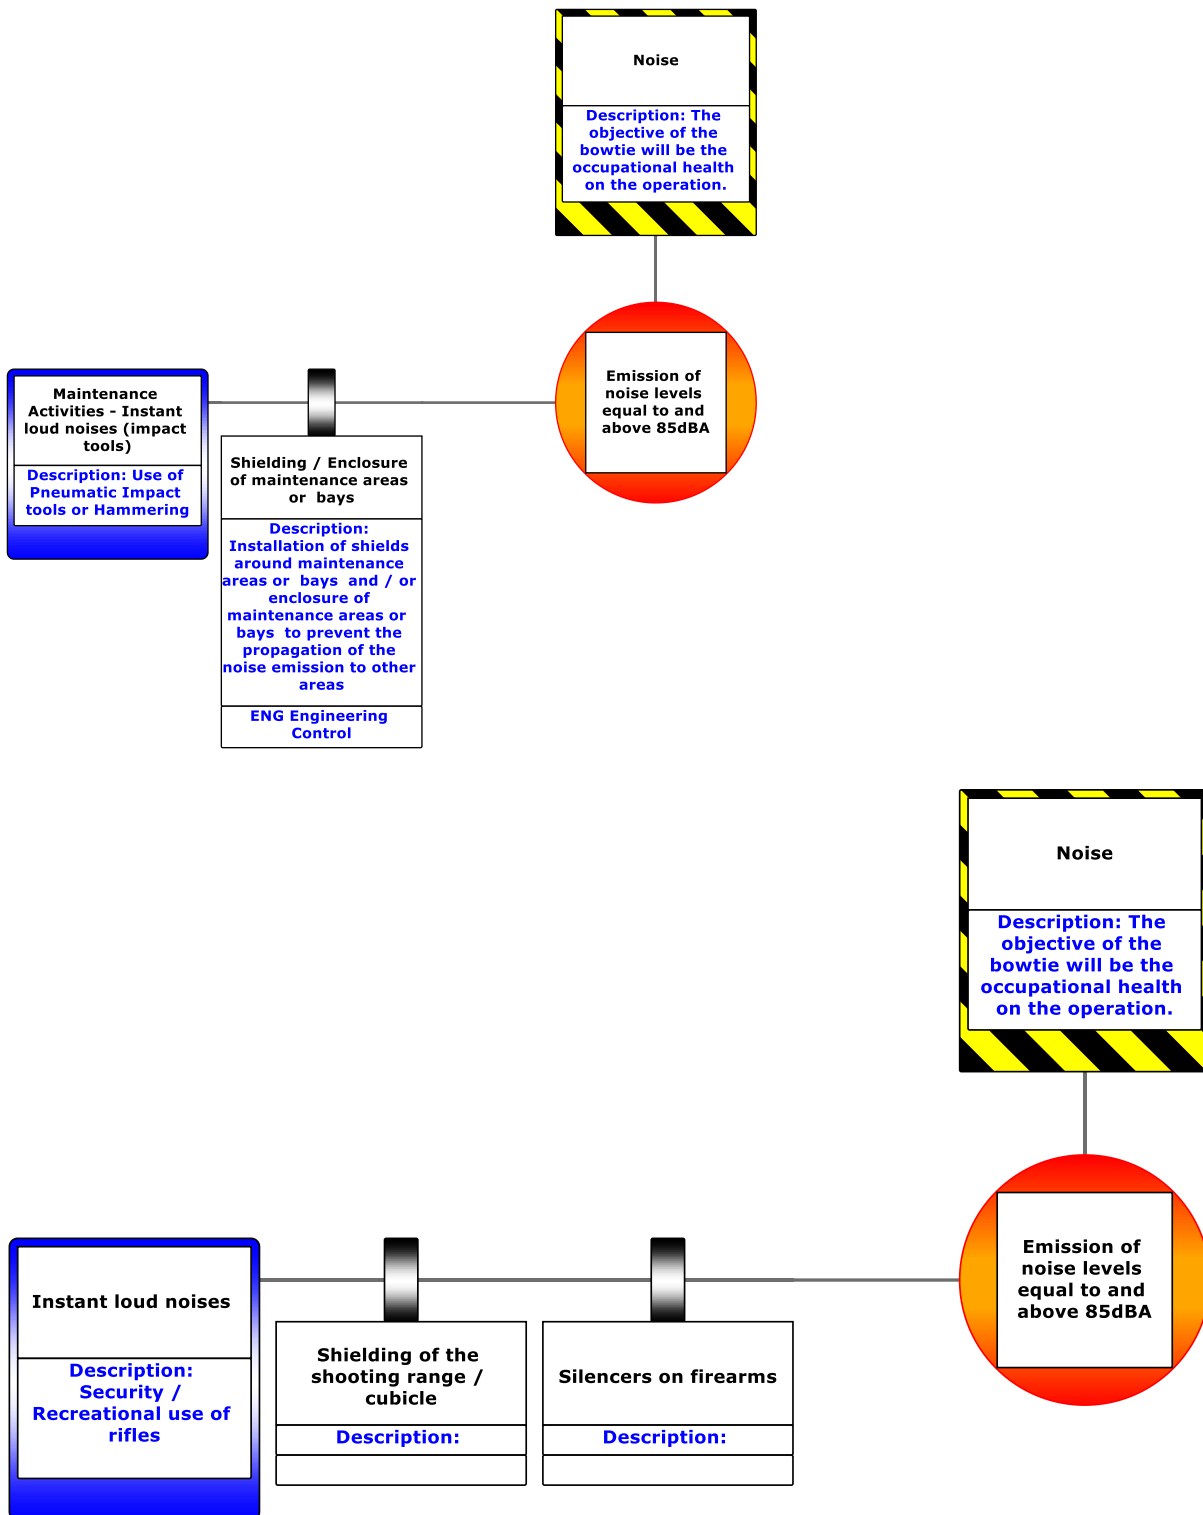 Noise
Description: The
objective of the
bowtie will be the
occupational health
on the operation.
Emission of
noise levels
equal to and
above 85dBA
Maintenance
Activities - Instant
loud noises (impact
tools)
Description: Use of
Pneumatic Impact
tools or Hammering
Shielding / Enclosure
of maintenance areas
or bays
Description:
Installation of shields
around maintenance
areas or bays and / or
enclosure of
maintenance areas or
bays to prevent the
propagation of the
noise emission to other
areas
ENG Engineering
Control
Noise
Description: The
objective of the
bowtie will be the
occupational health
on the operation.
Emission of
noise levels
equal to and
above 85dBA
Instant loud noises
Description:
Security /
Recreational use of
rifles
Shielding of the
shooting range /
cubicle
Description:
Silencers on firearms
Description: